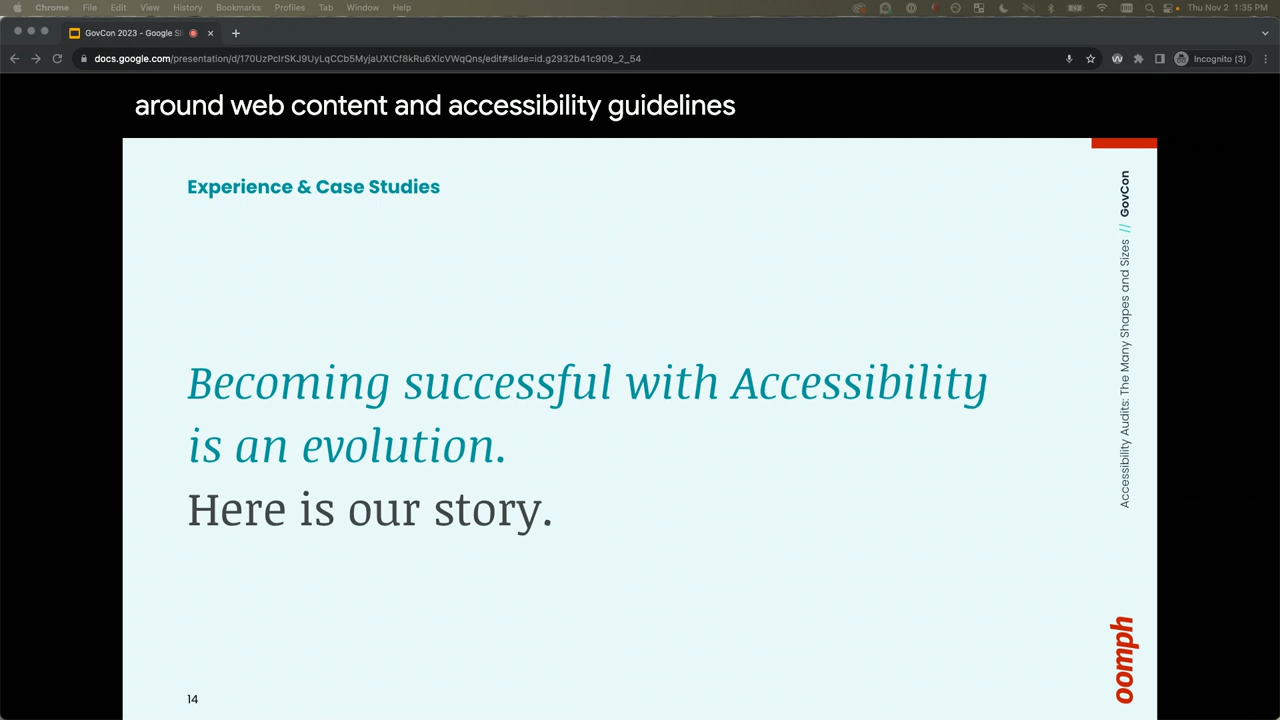 Chrome File Edit View History Bookmarks Profiles Tab Window Help Thu Nov 2 1:35 PM
GovCon 2023 - Google Sl
docs.google.com/presentation/d/170UzPcIrSKJ9UyLqCCb5MyjaUXtCf8kRu6XlcVWqQns/edit#slide=id.g2932b41c909_2_54 Incognito (3)
around web content and accessibility guidelines
Experience & Case Studies
Becoming successful with Accessibility
is an evolution.
Here is our story.
Accessibility Audits: The Many Shapes and Sizes // GovCon
oomph
14